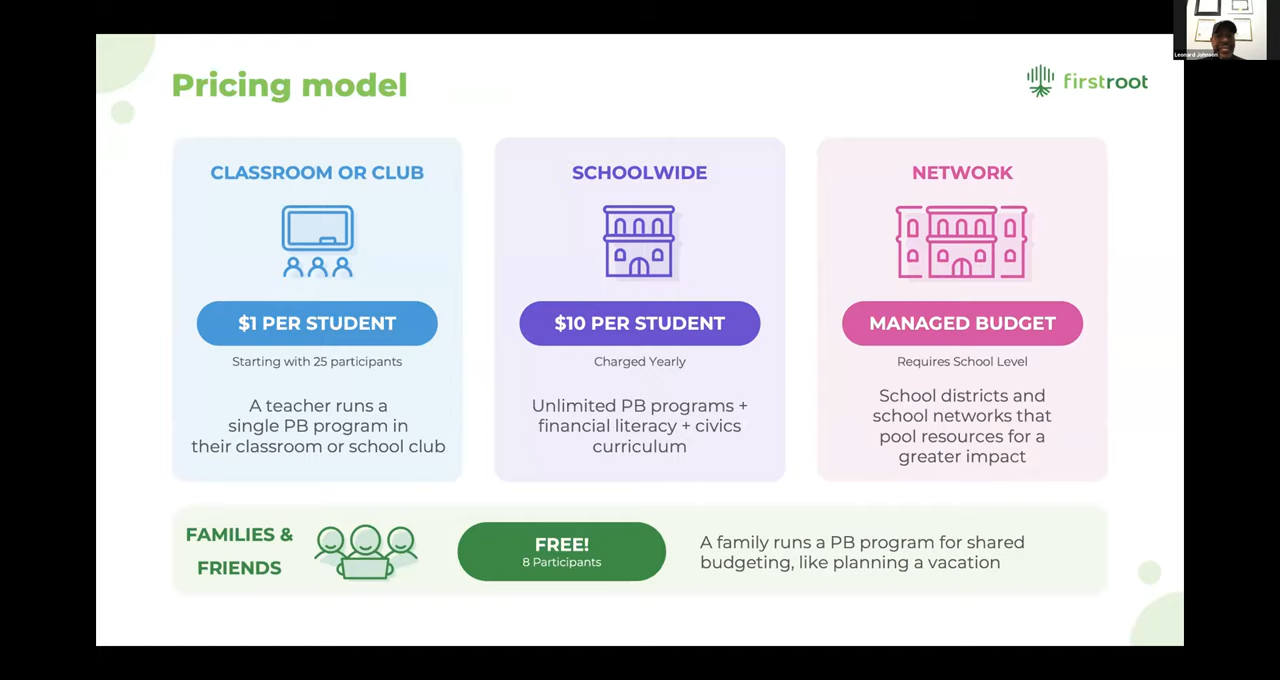 Pricing model
firstroot
Leonard Johnson
CLASSROOM OR CLUB
$1 PER STUDENT
Starting with 25 participants
A teacher runs a
single PB program in
their classroom or school club
SCHOOLWIDE
$10 PER STUDENT
Charged Yearly
Unlimited PB programs +
financial literacy + civics
curriculum
NETWORK
MANAGED BUDGET
Requires School Level
School districts and
school networks that
pool resources for a
greater impact
FAMILIES &
FRIENDS
FREE!
8 Participants
A family runs a PB program for shared
budgeting, like planning a vacation